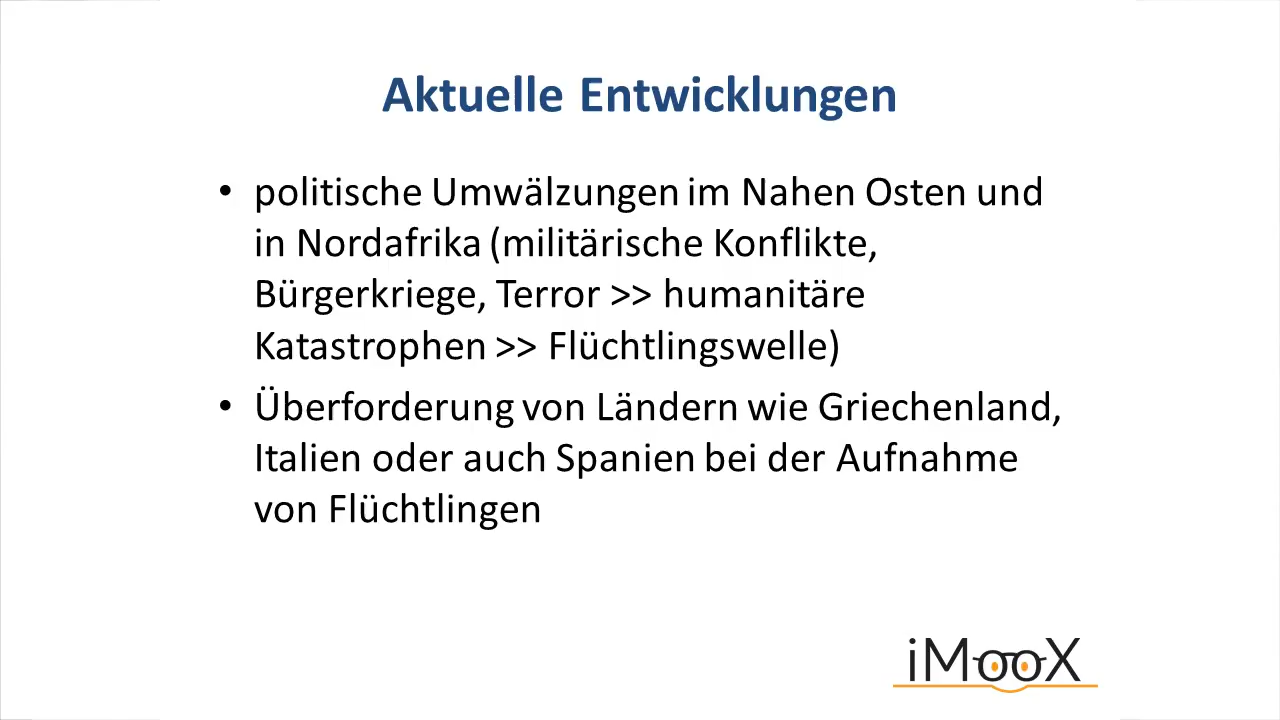 Aktuelle Entwicklungen
• politische Umwälzungen im Nahen Osten und
in Nordafrika (militärische Konflikte,
Bürgerkriege, Terror >> humanitäre
Katastrophen >> Flüchtlingswelle)
• Überforderung von Ländern wie Griechenland,
Italien oder auch Spanien bei der Aufnahme
von Flüchtlingen
iMooX